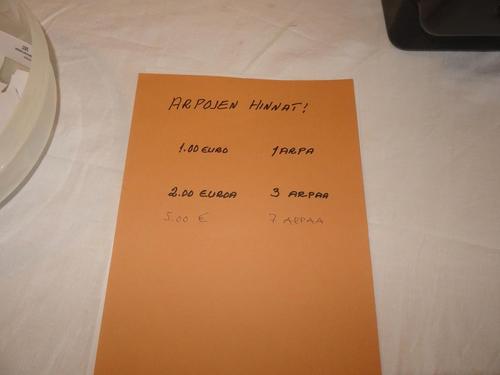 ARPOJEN HINNAT!
1.00 EURO 1 ARPA
2.00 EUROA 3 ARPAA
5.00 € 7 ARPAA